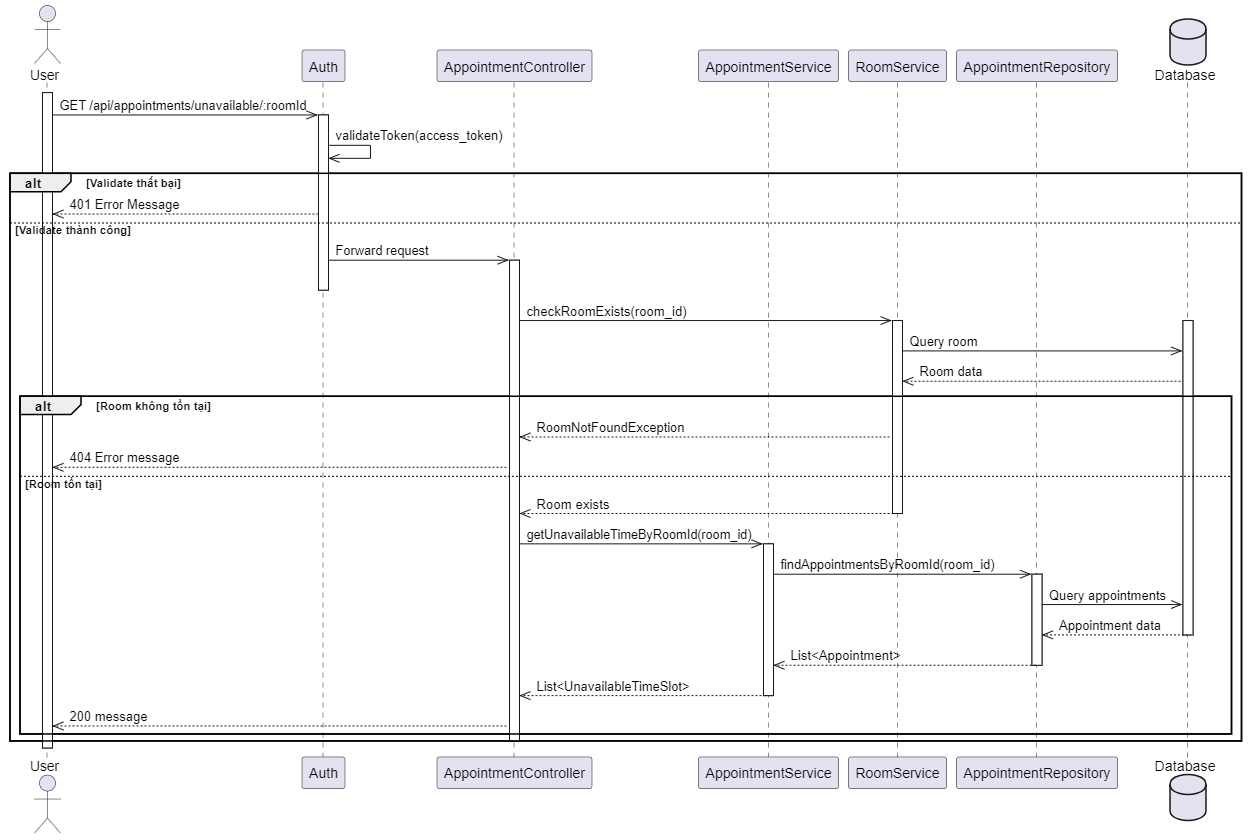 User
Auth
AppointmentController
AppointmentService
RoomService
AppointmentRepository
Database
GET /api/appointments/unavailable/:roomId
validateToken(access_token)
alt
[Validate thất bại]
401 Error Message
[Validate thành công]
Forward request
checkRoomExists(room_id)
Query room
Room data
alt
[Room không tồn tại]
RoomNotFoundException
404 Error message
[Room tồn tại]
Room exists
getUnavailableTimeByRoomId(room_id)
findAppointmentsByRoomId(room_id)
Query appointments
Appointment data
List<Appointment>
List<UnavailableTimeSlot>
200 message
User
Auth
AppointmentController
AppointmentService
RoomService
AppointmentRepository
Database